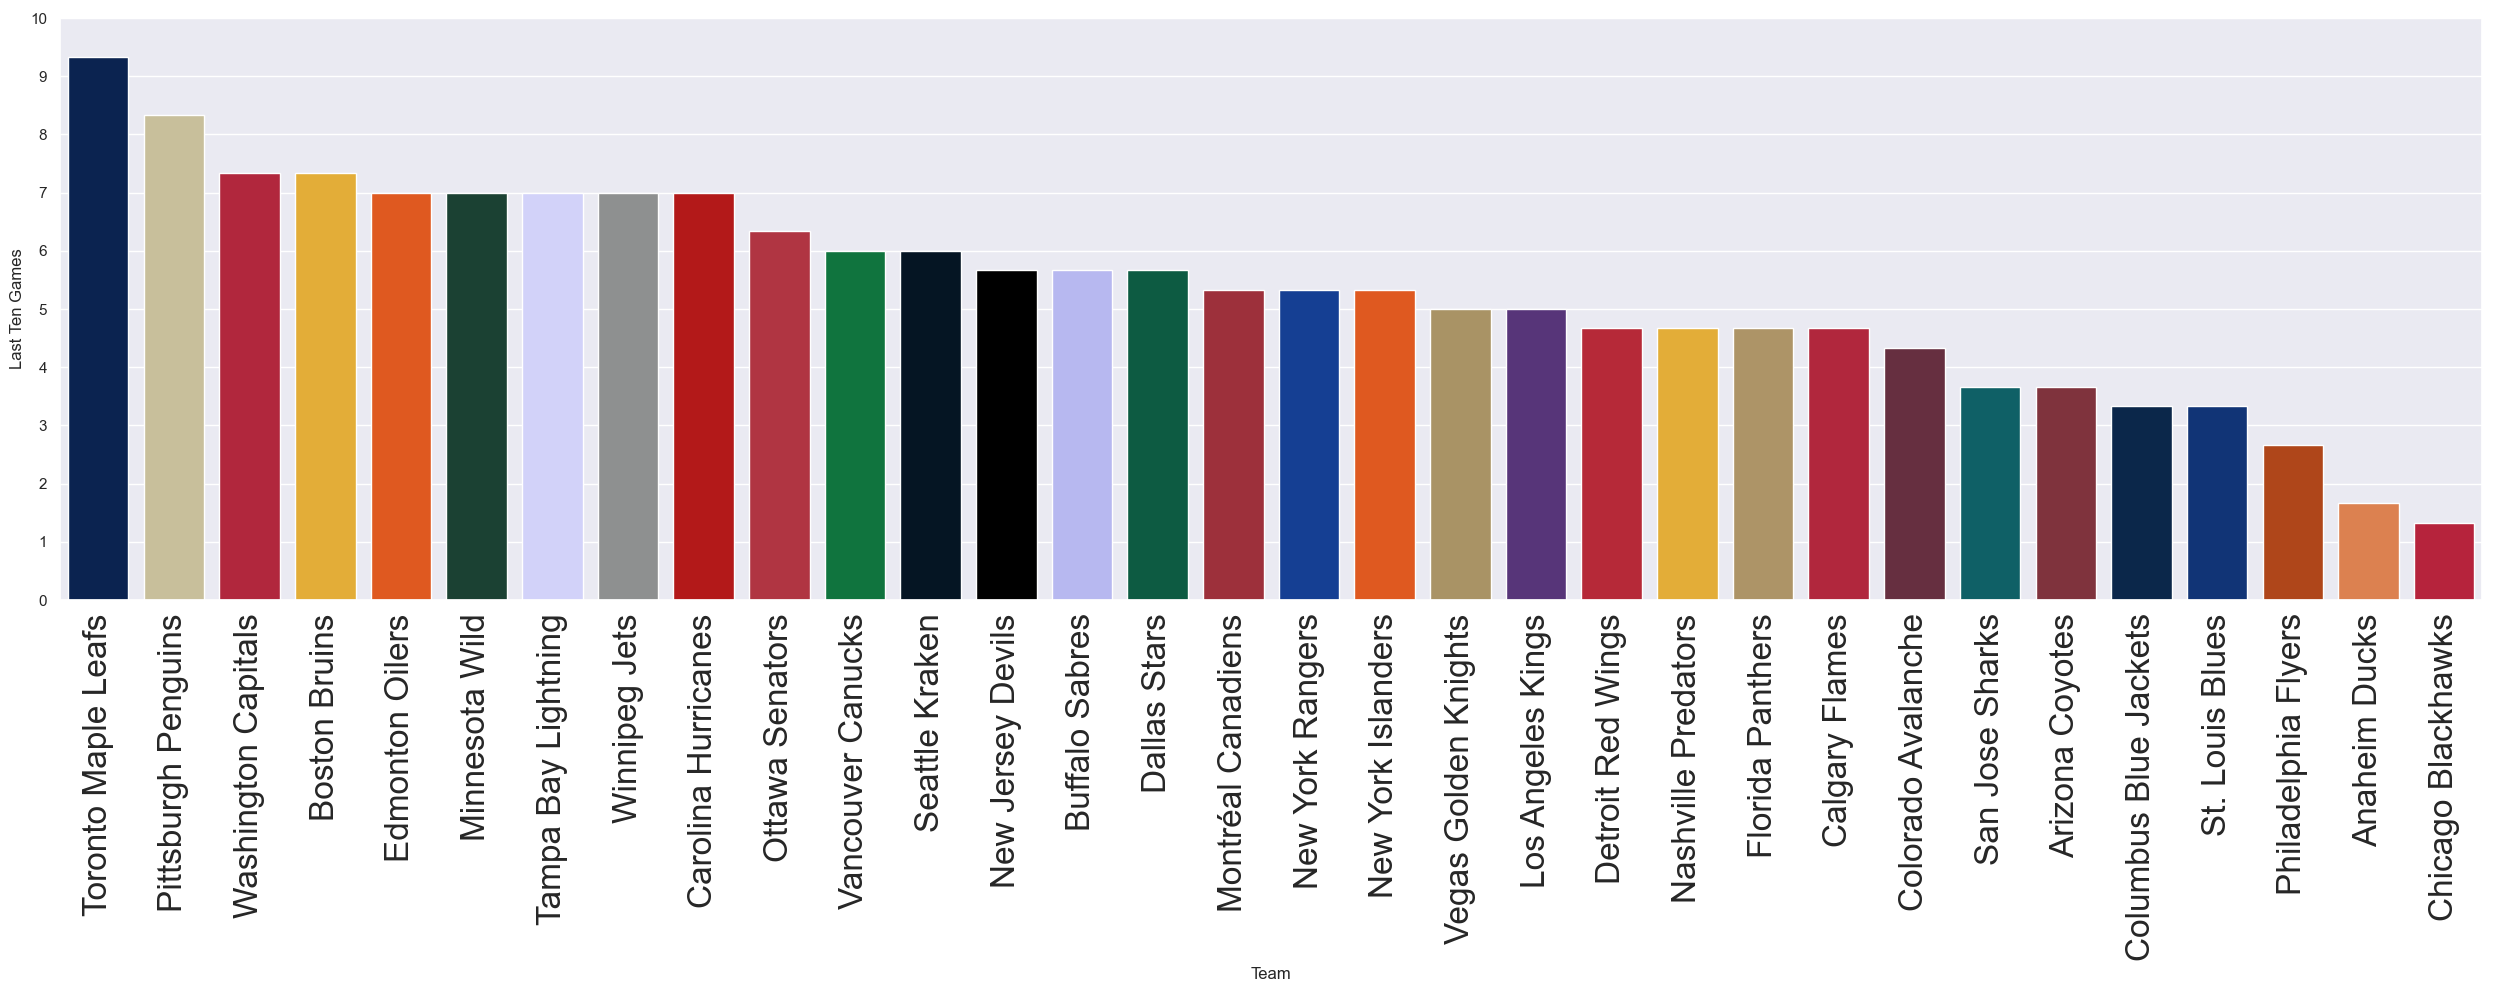 10
9
8
7
6
5
4
3
2
1
0
Last Ten Games
Toronto Maple Leafs
Pittsburgh Penguins
Washington Capitals
Boston Bruins
Edmonton Oilers
Minnesota Wild
Tampa Bay Lightning
Winnipeg Jets
Carolina Hurricanes
Ottawa Senators
Vancouver Canucks
Seattle Kraken
New Jersey Devils
Buffalo Sabres
Dallas Stars
Montréal Canadiens
New York Rangers
New York Islanders
Vegas Golden Knights
Los Angeles Kings
Detroit Red Wings
Nashville Predators
Florida Panthers
Calgary Flames
Colorado Avalanche
San Jose Sharks
Arizona Coyotes
Columbus Blue Jackets
St. Louis Blues
Philadelphia Flyers
Anaheim Ducks
Chicago Blackhawks
Team